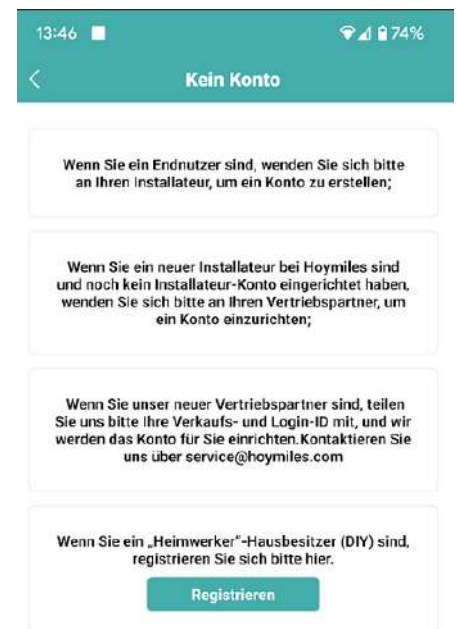 13:46 74%
Kein Konto
Wenn Sie ein Endnutzer sind, wenden Sie sich bitte
an Ihren Installateur, um ein Konto zu erstellen;
Wenn Sie ein neuer Installateur bei Hoymiles sind
und noch kein Installateur-Konto eingerichtet haben,
wenden Sie sich bitte an Ihren Vertriebspartner, um
ein Konto einzurichten;
Wenn Sie unser neuer Vertriebspartner sind, teilen
Sie uns bitte Ihre Verkaufs- und Login-ID mit, und wir
werden das Konto für Sie einrichten.Kontaktieren Sie
uns über service@hoymiles.com
Wenn Sie ein „Heimwerker"-Hausbesitzer (DIY) sind,
registrieren Sie sich bitte hier.
Registrieren